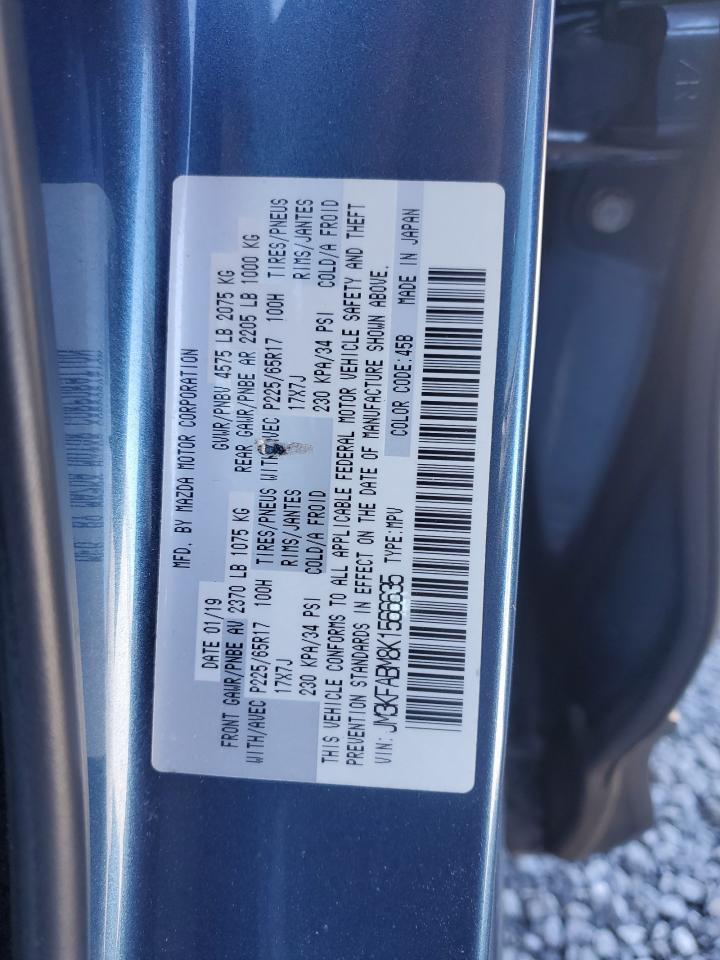 MFD. BY MAZDA MOTOR CORPORATION
DATE 01/19 GVWR/PNBV 4575 LB 2075 KG
FRONT GAWR/PNBE AV 2370 LB 1075 KG REAR GAWR/PNBE AR 2205 LB 1000 KG
WITH/AVEC P225/65R17 100H TIRES/PNEUS WITH/AVEC P225/65R17 100H TIRES/PNEUS
17X7J RIMS/JANTES 17X7J RIMS/JANTES
230 KPA/34 PSI COLD/A FROID 230 KPA/34 PSI COLD/A FROID
THIS VEHICLE CONFORMS TO ALL APPLICABLE FEDERAL MOTOR VEHICLE SAFETY AND THEFT
PREVENTION STANDARDS IN EFFECT ON THE DATE OF MANUFACTURE SHOWN ABOVE.
VIN: JM3KFABM8K1566635 TYPE:MPV COLOR CODE:45B MADE IN JAPAN